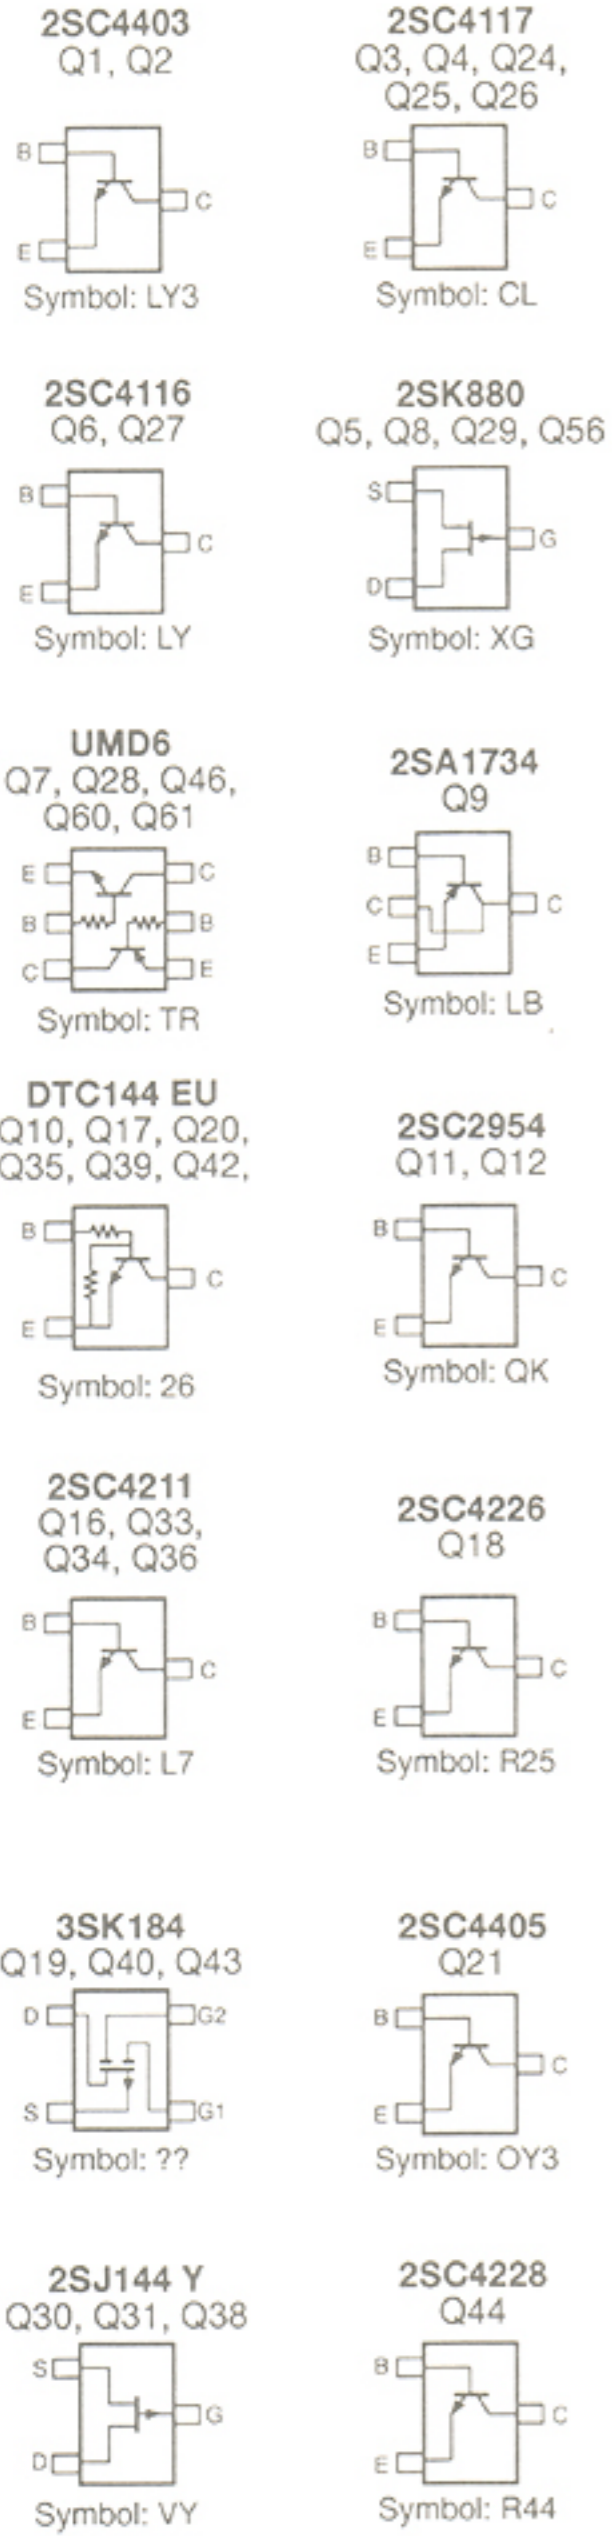 2SC4403
Q1, Q2
B
C
E
Symbol: LY3
2SC4117
Q3, Q4, Q24,
Q25, Q26
B
C
E
Symbol: CL
2SC4116
Q6, Q27
B
C
E
Symbol: LY
2SK880
Q5, Q8, Q29, Q56
S
G
D
Symbol: XG
UMD6
Q7, Q28, Q46,
Q60, Q61
E C
B B
C E
Symbol: TR
2SA1734
Q9
B
C C
E
Symbol: LB
DTC144 EU
Q10, Q17, Q20,
Q35, Q39, Q42,
B
C
E
Symbol: 26
2SC2954
Q11, Q12
B
C
E
Symbol: QK
2SC4211
Q16, Q33,
Q34, Q36
B
C
E
Symbol: L7
2SC4226
Q18
B
C
E
Symbol: R25
3SK184
Q19, Q40, Q43
D G2
S G1
Symbol: ??
2SC4405
Q21
B
C
E
Symbol: OY3
2SJ144 Y
Q30, Q31, Q38
S
G
D
Symbol: VY
2SC4228
Q44
B
C
E
Symbol: R44